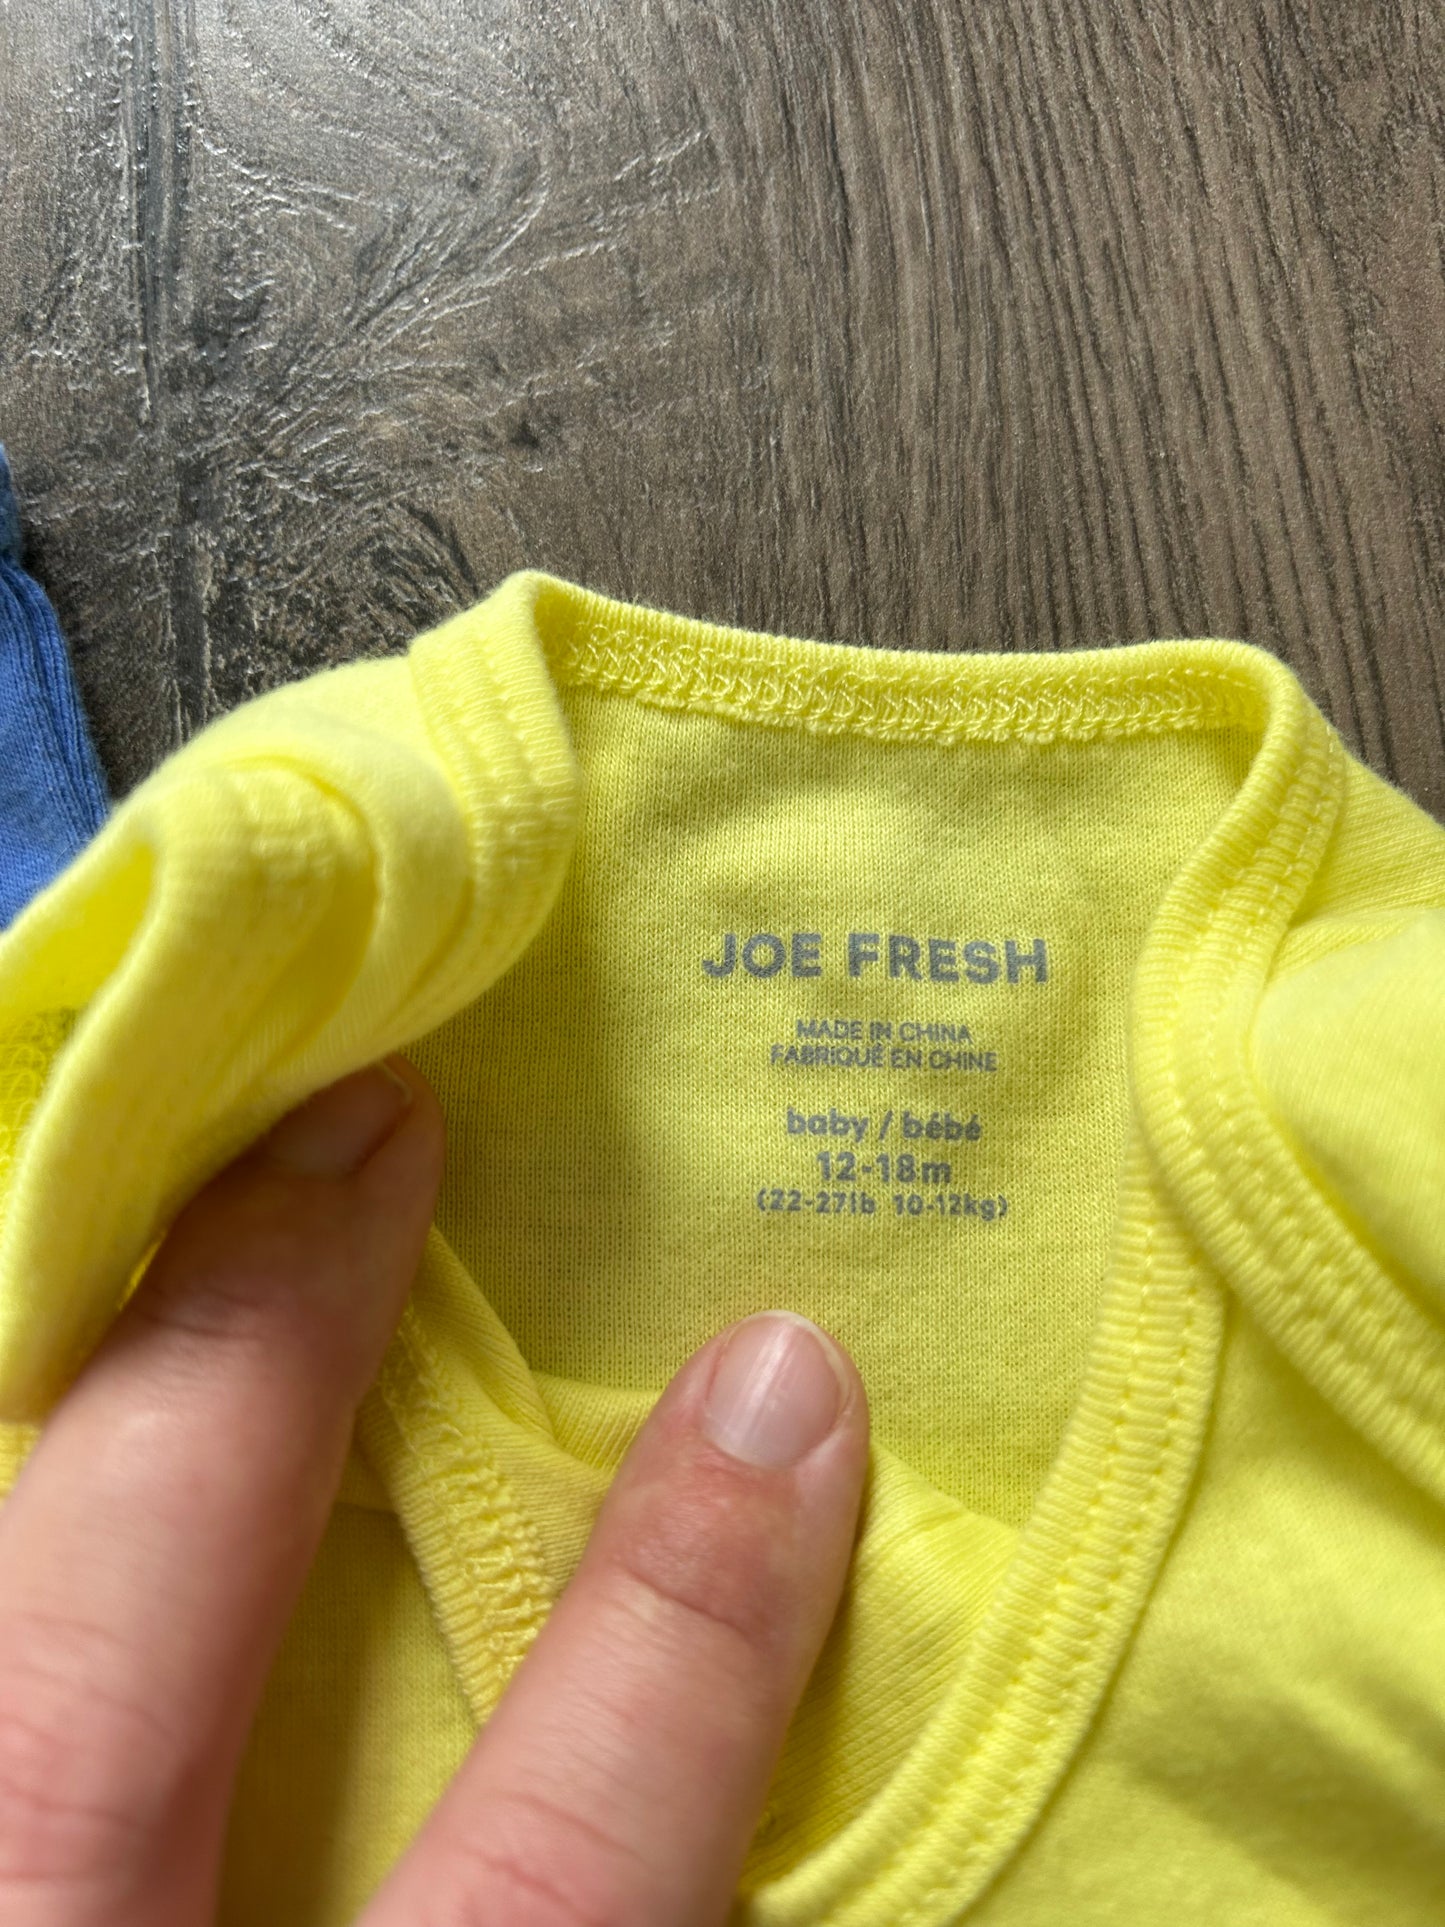 JOE FRESH
MADE IN CHINA
FABRIQUÉ EN CHINE
baby / bébé
12-18m
(22-27lb 10-12kg)